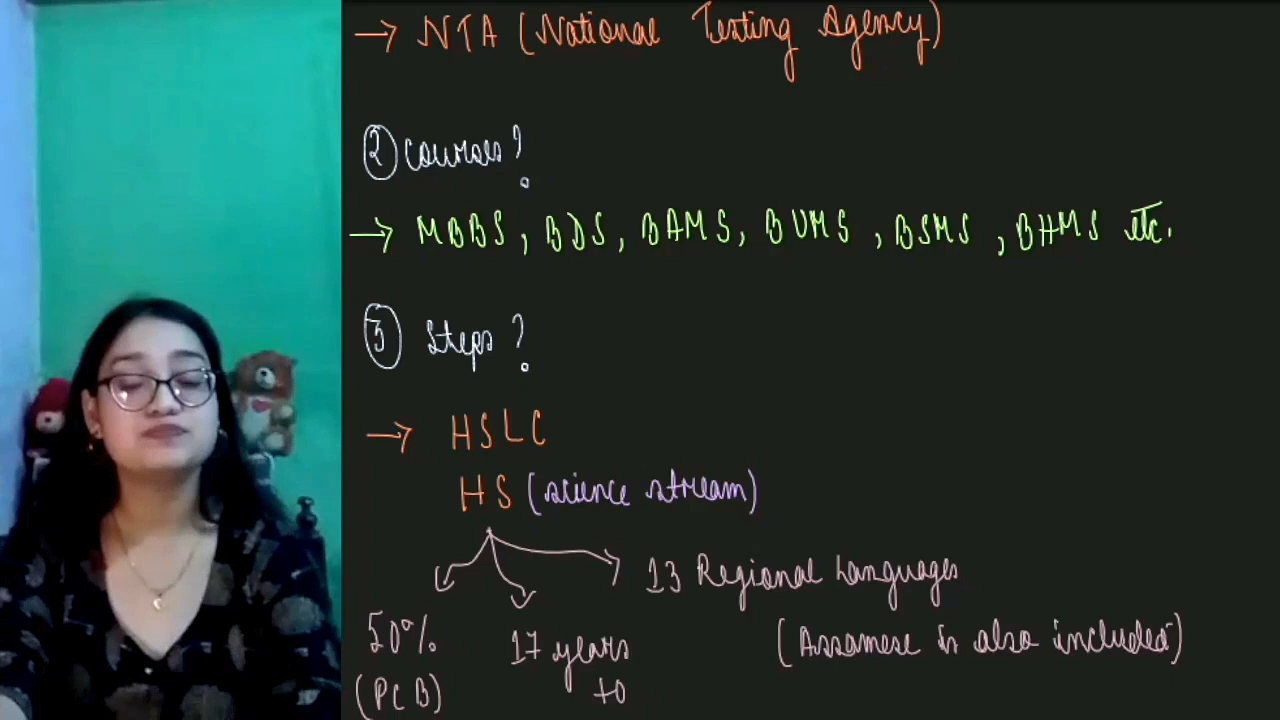 → NTA (National Testing Agency)
② Courses?
→ MBBS, BDS, BAMS, BUMS, BSMS, BHMS etc.
③ Steps?
→ HSLC
HS (science stream)
13 Regional Languages
(Assamese is also included)
50%
(PCB)
17 years
to